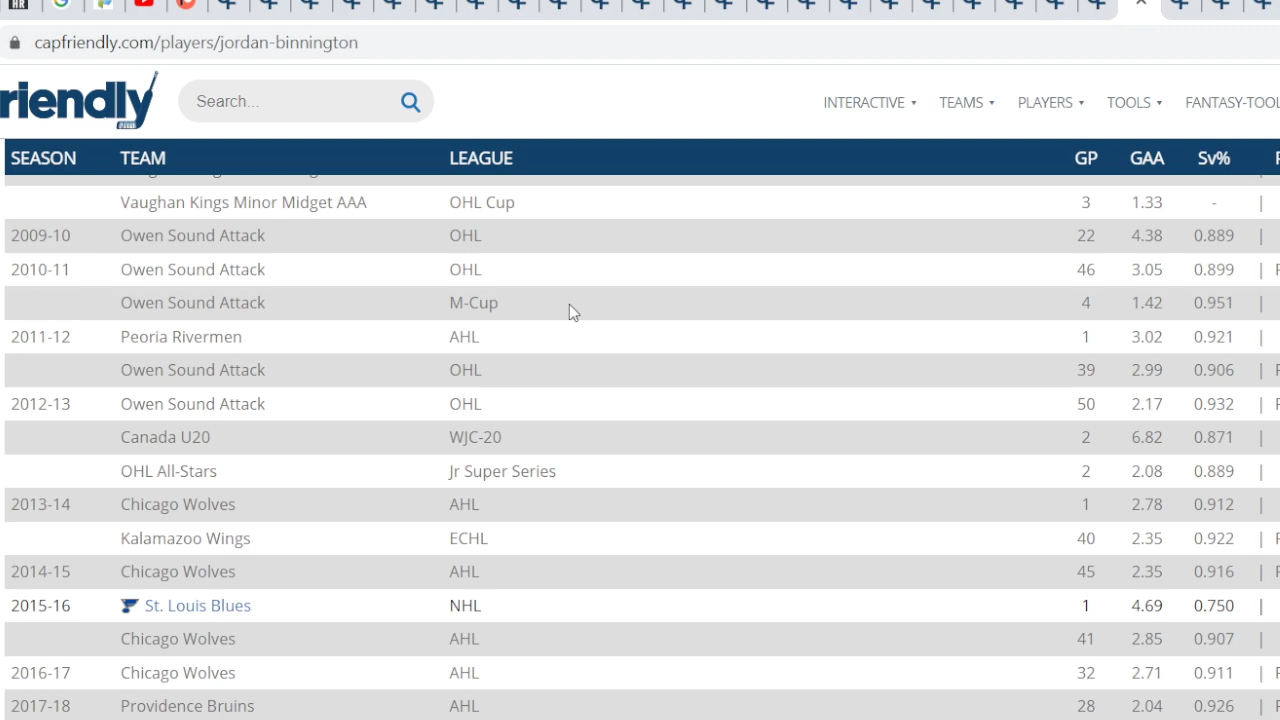 capfriendly.com/players/jordan-binnington
riendly
Search...
INTERACTIVE TEAMS PLAYERS TOOLS FANTASY-TOOL
SEASON TEAM LEAGUE GP GAA Sv%
Vaughan Kings Minor Midget AAA OHL Cup 3 1.33 - |
2009-10 Owen Sound Attack OHL 22 4.38 0.889 |
2010-11 Owen Sound Attack OHL 46 3.05 0.899 |
Owen Sound Attack M-Cup 4 1.42 0.951 |
2011-12 Peoria Rivermen AHL 1 3.02 0.921 |
Owen Sound Attack OHL 39 2.99 0.906 |
2012-13 Owen Sound Attack OHL 50 2.17 0.932 |
Canada U20 WJC-20 2 6.82 0.871 |
OHL All-Stars Jr Super Series 2 2.08 0.889 |
2013-14 Chicago Wolves AHL 1 2.78 0.912 |
Kalamazoo Wings ECHL 40 2.35 0.922 |
2014-15 Chicago Wolves AHL 45 2.35 0.916 |
2015-16 St. Louis Blues NHL 1 4.69 0.750 |
Chicago Wolves AHL 41 2.85 0.907 |
2016-17 Chicago Wolves AHL 32 2.71 0.911 |
2017-18 Providence Bruins AHL 28 2.04 0.926 |